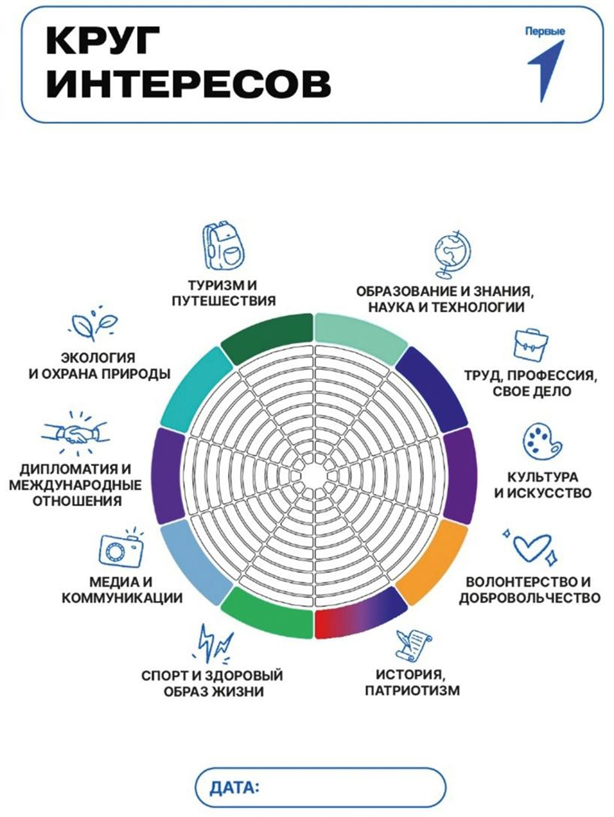 КРУГ
ИНТЕРЕСОВ
Первые
ТУРИЗМ И
ПУТЕШЕСТВИЯ
ОБРАЗОВАНИЕ И ЗНАНИЯ,
НАУКА И ТЕХНОЛОГИИ
ЭКОЛОГИЯ
И ОХРАНА ПРИРОДЫ
ТРУД, ПРОФЕССИЯ,
СВОЕ ДЕЛО
ДИПЛОМАТИЯ И
МЕЖДУНАРОДНЫЕ
ОТНОШЕНИЯ
КУЛЬТУРА
И ИСКУССТВО
МЕДИА И
КОММУНИКАЦИИ
ВОЛОНТЕРСТВО И
ДОБРОВОЛЬЧЕСТВО
СПОРТ И ЗДОРОВЫЙ
ОБРАЗ ЖИЗНИ
ИСТОРИЯ,
ПАТРИОТИЗМ
ДАТА: